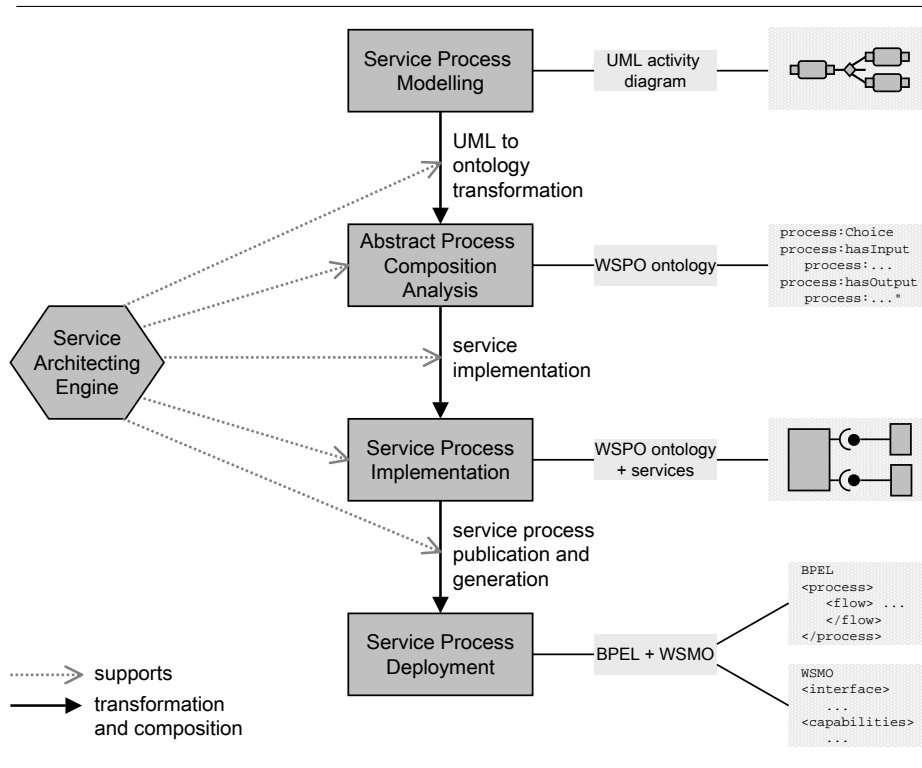 Service Process
Modelling
UML activity
diagram
UML to
ontology
transformation
Abstract Process
Composition
Analysis
WSPO ontology
process:Choice
process:hasInput
process:...
process:hasOutput
process:..."
Service
Architecting
Engine
service
implementation
Service Process
Implementation
WSPO ontology
+ services
service process
publication and
generation
Service Process
Deployment
BPEL + WSMO
BPEL
<process>
<flow> ...
</flow>
</process>
WSMO
<interface>
...
<capabilities>
...
supports
transformation
and composition